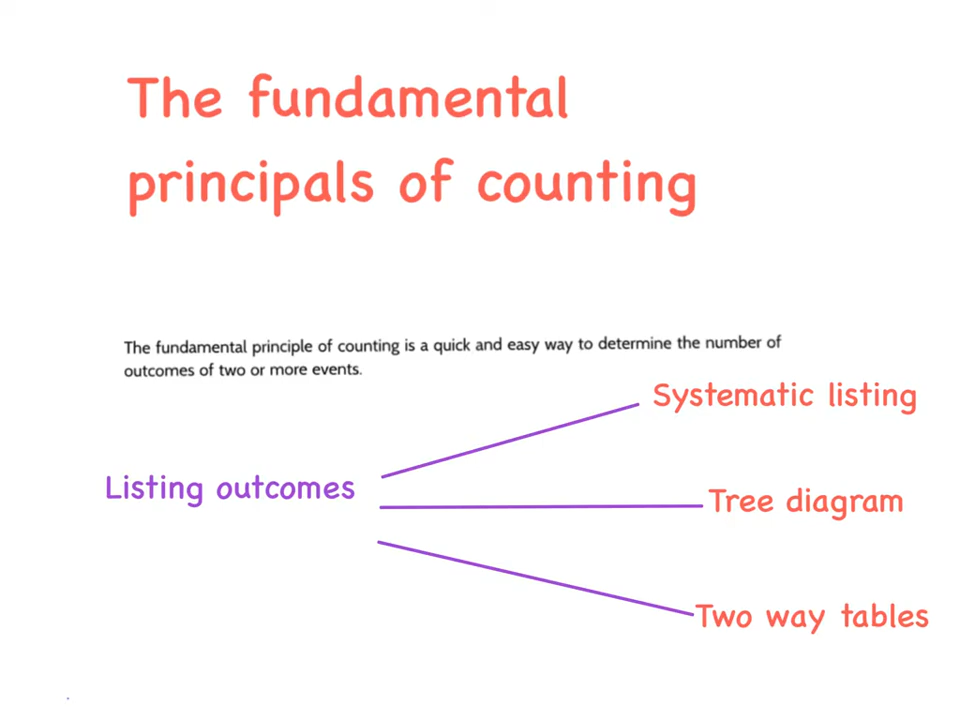 The fundamental
principals of counting
The fundamental principle of counting is a quick and easy way to determine the number of
outcomes of two or more events.
Systematic listing
Listing outcomes
Tree diagram
Two way tables